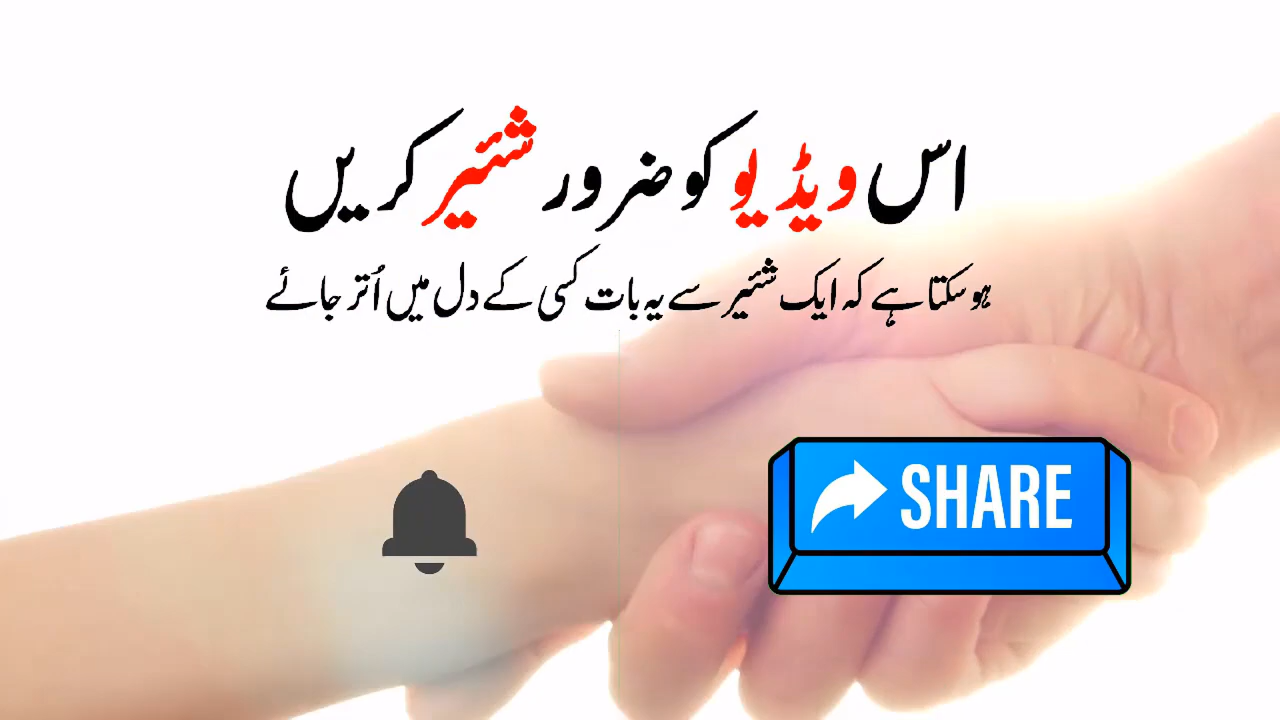 اس ویڈیو کو ضرور شئیر کریں
ہو سکتا ہے کہ ایک شئیر سے یہ بات کسی کے دل میں اُتر جائے
SHARE